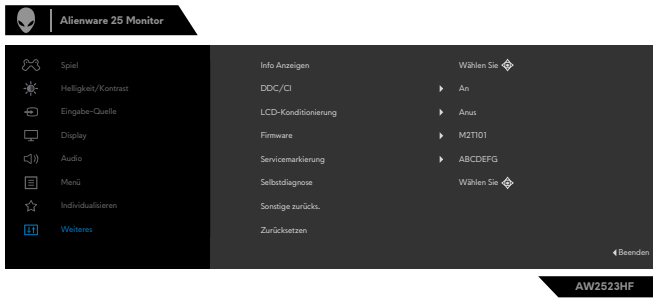 Alienware 25 Monitor
Spiel
Info Anzeigen Wählen Sie
Helligkeit/Kontrast
DDC/CI An
Eingabe-Quelle
LCD-Konditionierung Anus
Display
Firmware M2T101
Audio
Servicemarkierung ABCDEFG
Menü
Selbstdiagnose Wählen Sie
Individualisieren
Sonstige zurücks.
Weiteres
Zurücksetzen
Beenden
AW2523HF